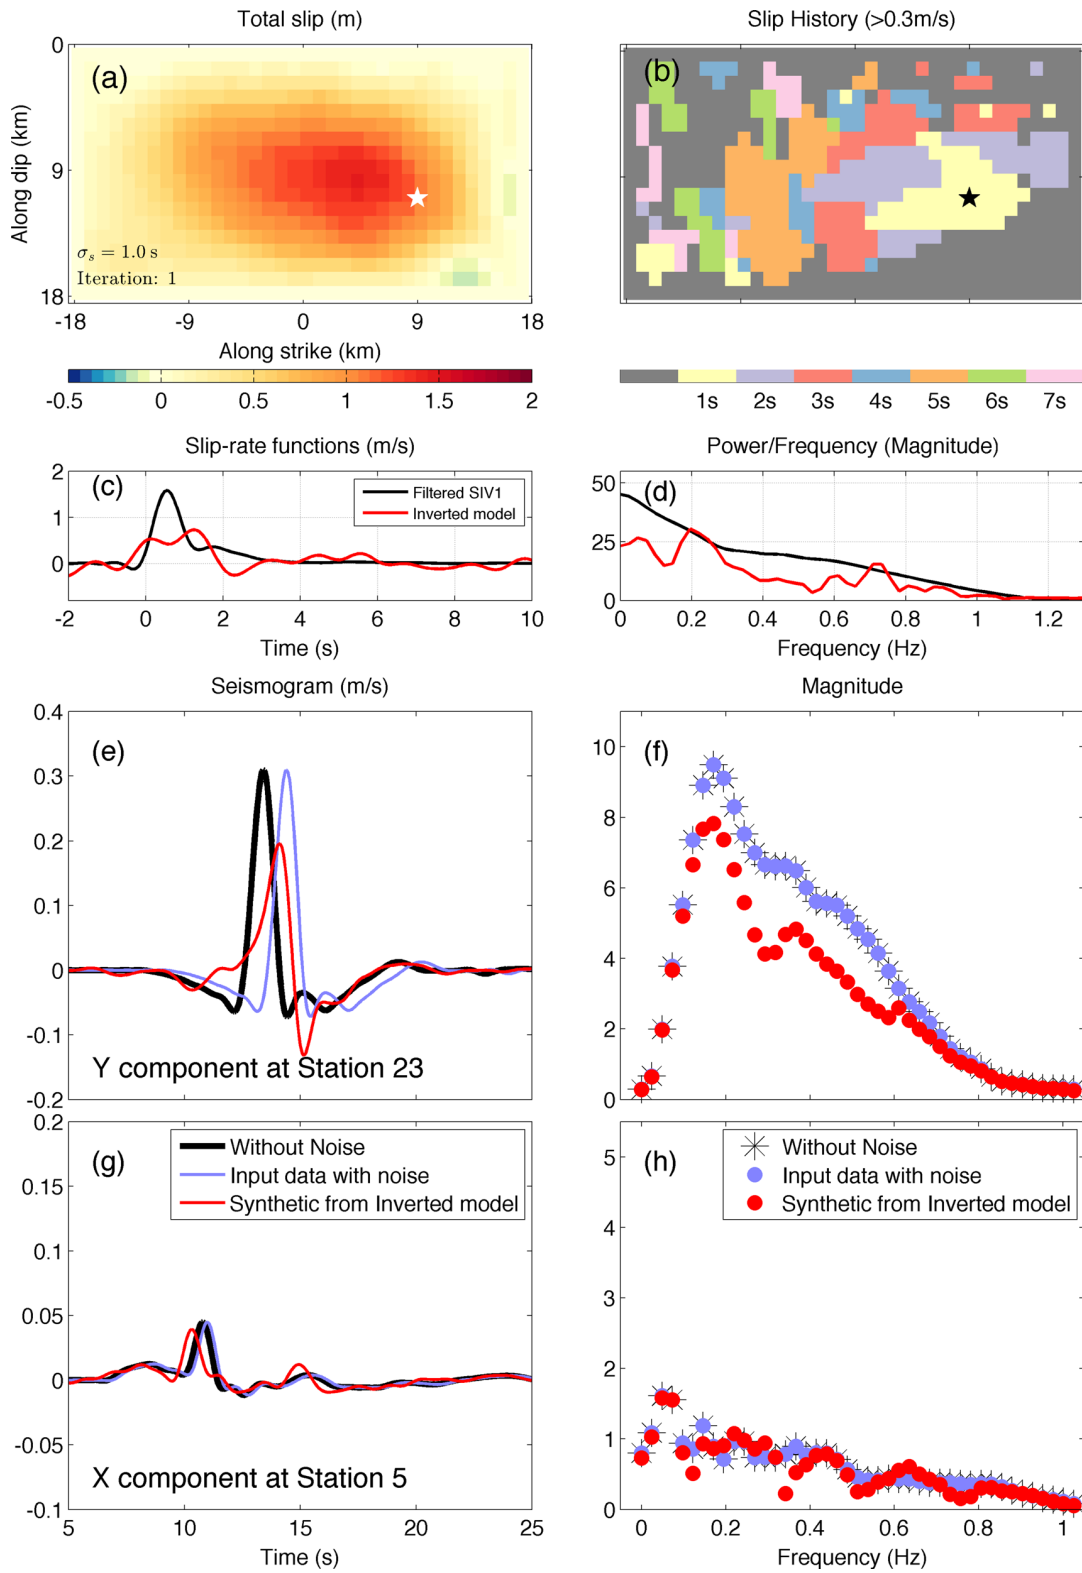 Total slip (m)
Slip History (>0.3m/s)
0
(a)
(b)
Along dip (km)
9
σs = 1.0 s
Iteration: 1
18
-18 -9 0 9 18
Along strike (km)
-0.5 0 0.5 1 1.5 2
1s 2s 3s 4s 5s 6s 7s
Slip-rate functions (m/s)
Power/Frequency (Magnitude)
2
(c)
Filtered SIV1
Inverted model
1
0
-2 0 2 4 6 8 10
Time (s)
50
(d)
25
0
0 0.2 0.4 0.6 0.8 1 1.2
Frequency (Hz)
Seismogram (m/s)
Magnitude
0.4
(e)
0.3
0.2
0.1
0
-0.1
Y component at Station 23
-0.2
10
(f)
8
6
4
2
0
0.2
Without Noise
(g)
Input data with noise
0.15
Synthetic from Inverted model
0.1
0.05
0
-0.05
X component at Station 5
-0.1
5 10 15 20 25
Time (s)
Without Noise
5
(h)
Input data with noise
Synthetic from Inverted model
4
3
2
1
0
0 0.2 0.4 0.6 0.8 1
Frequency (Hz)